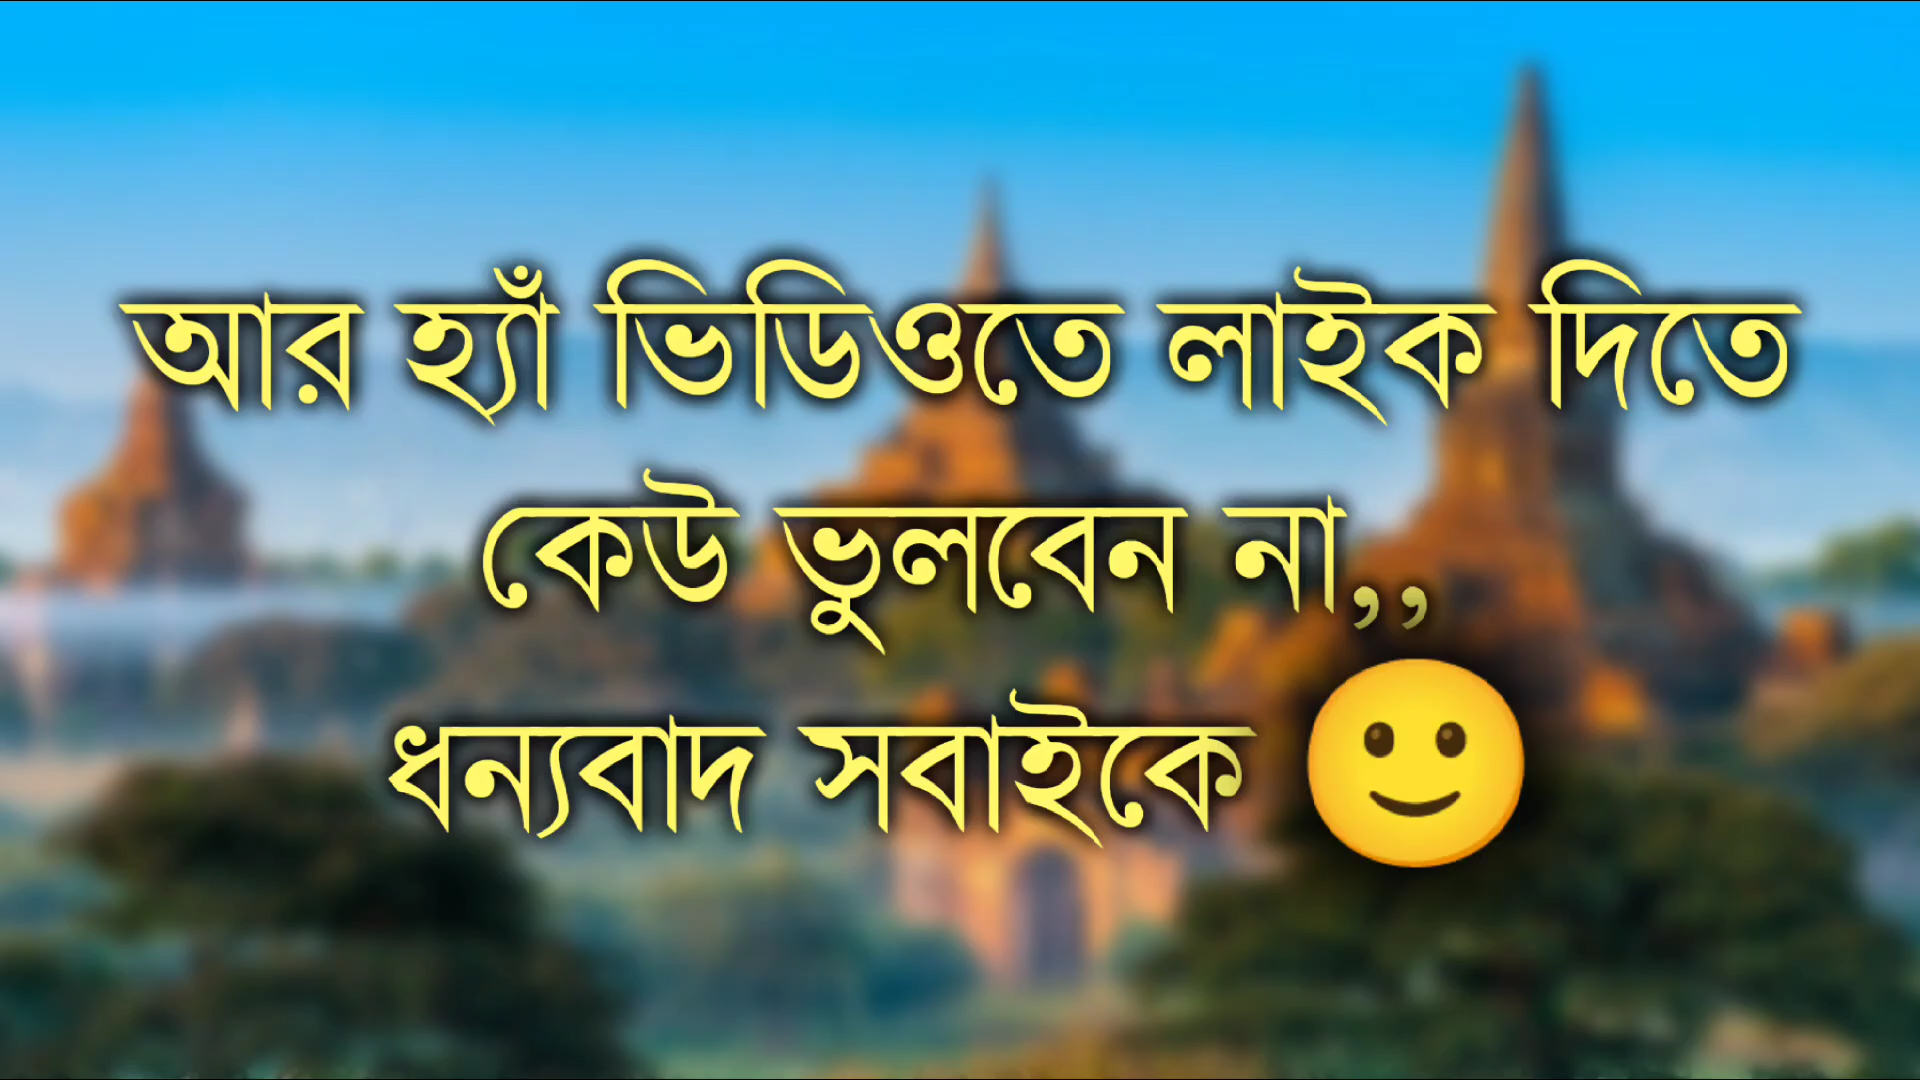 আর হ্যাঁ ভিডিওতে লাইক দিতে
কেউ ভুলবেন না,,
ধন্যবাদ সবাইকে 🙂